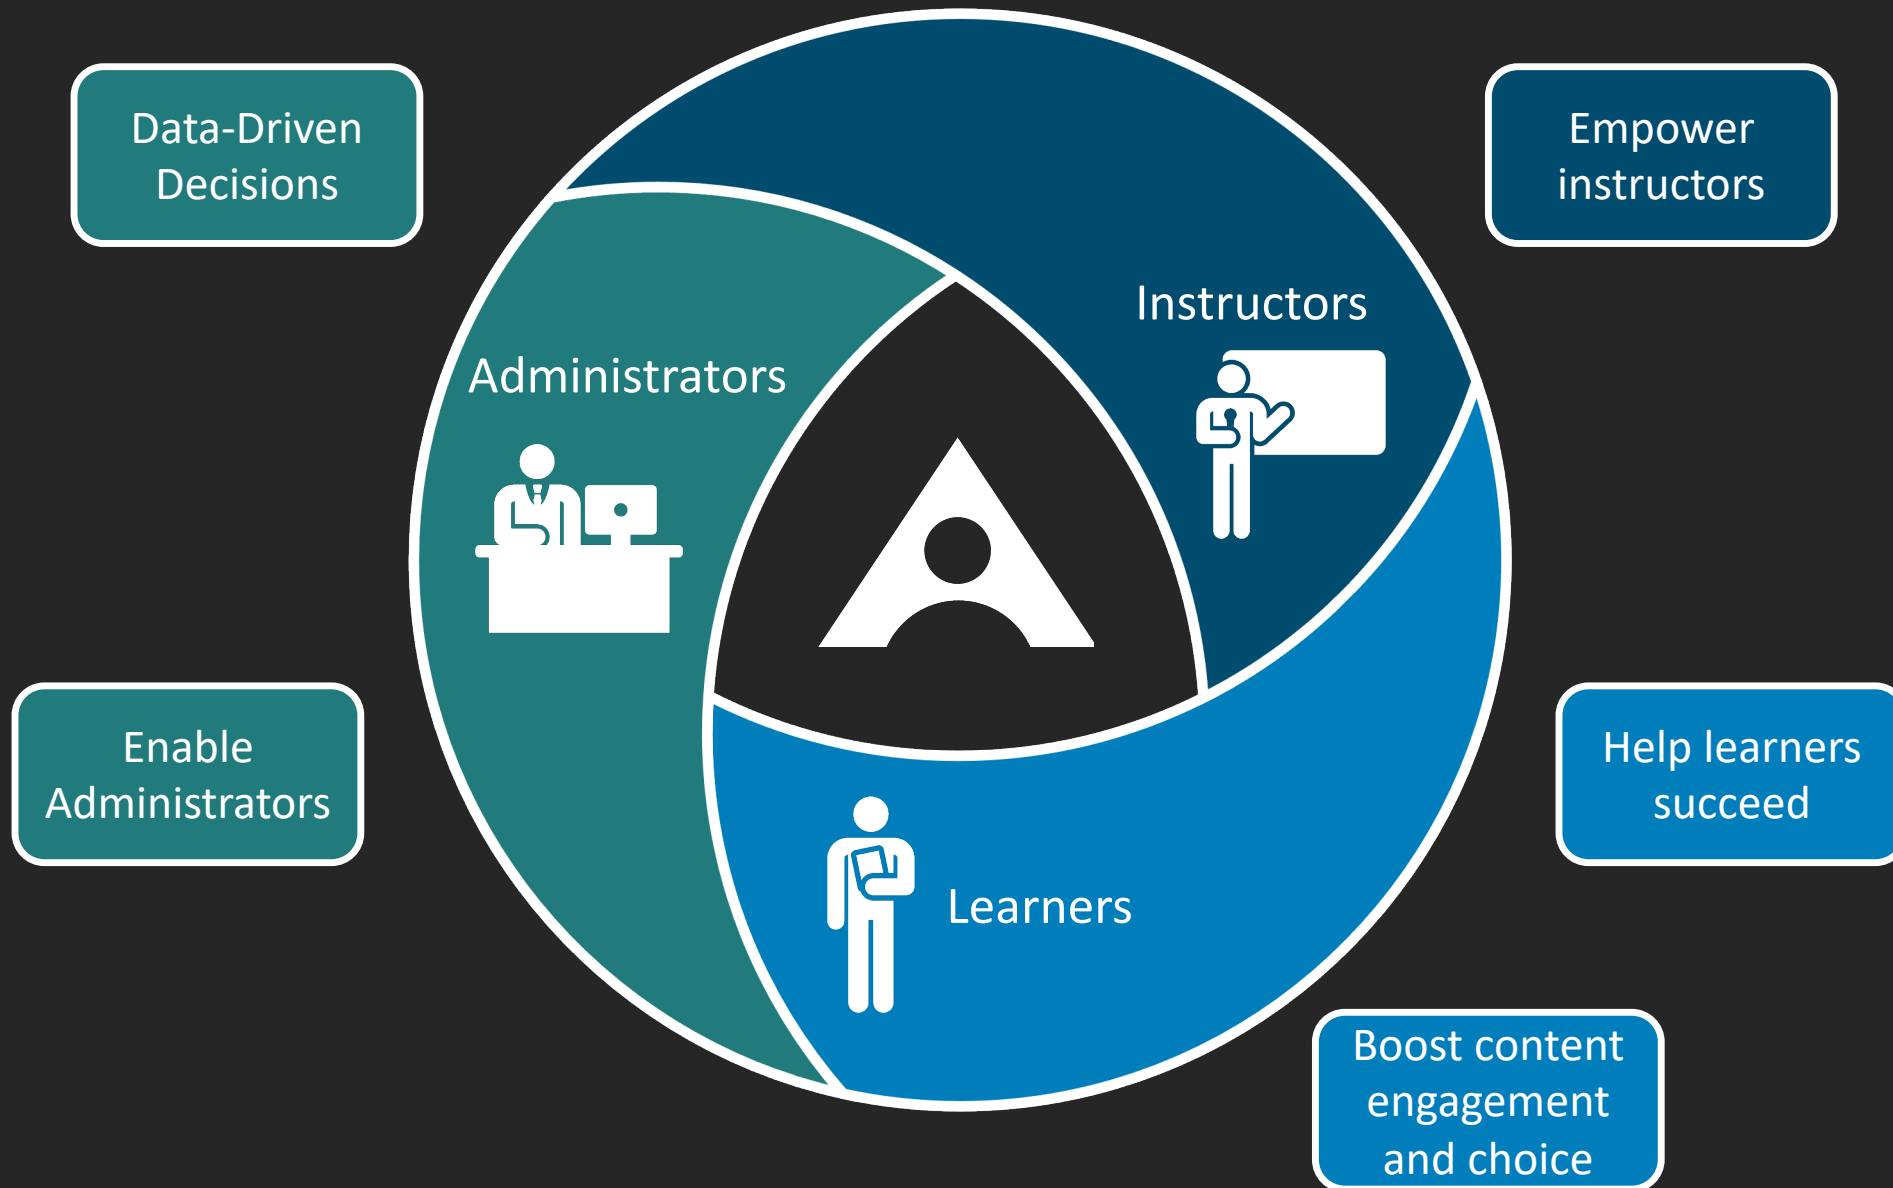 Data-Driven
Decisions
Empower
instructors
Instructors
Administrators
Enable
Administrators
Help learners
succeed
Learners
Boost content
engagement
and choice